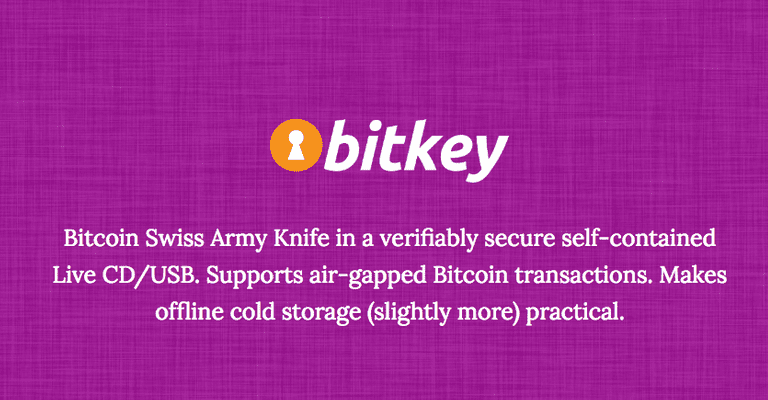 bitkey
Bitcoin Swiss Army Knife in a verifiably secure self-contained
Live CD/USB. Supports air-gapped Bitcoin transactions. Makes
offline cold storage (slightly more) practical.